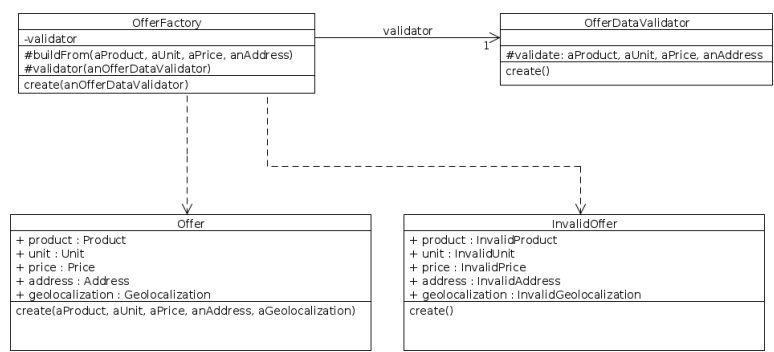 OfferFactory
-validator
#buildFrom(aProduct, aUnit, aPrice, anAddress)
#validator(anOfferDataValidator)
create(anOfferDataValidator)
validator
1
OfferDataValidator
#validate: aProduct, aUnit, aPrice, anAddress
create()
Offer
+ product : Product
+ unit : Unit
+ price : Price
+ address : Address
+ geolocalization : Geolocalization
create(aProduct, aUnit, aPrice, anAddress, aGeolocalization)
InvalidOffer
+ product : InvalidProduct
+ unit : InvalidUnit
+ price : InvalidPrice
+ address : InvalidAddress
+ geolocalization : InvalidGeolocalization
create()